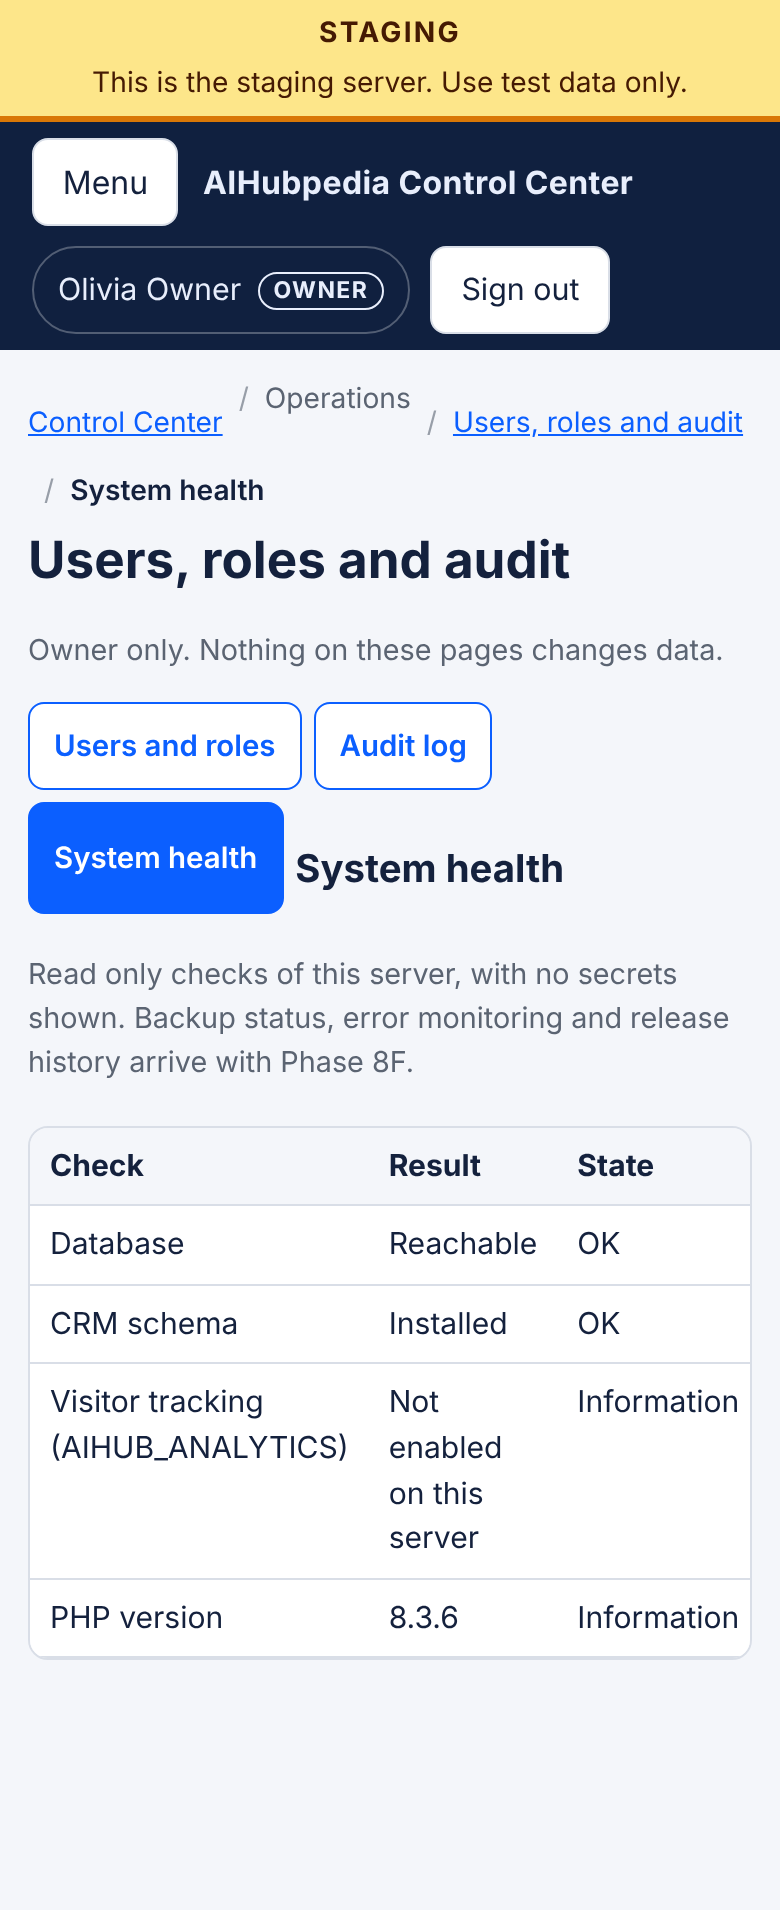 STAGING
This is the staging server. Use test data only.
Menu
AIHubpedia Control Center
Olivia Owner OWNER
Sign out
Control Center / Operations / Users, roles and audit
/ System health
Users, roles and audit
Owner only. Nothing on these pages changes data.
Users and roles
Audit log
System health
System health
Read only checks of this server, with no secrets
shown. Backup status, error monitoring and release
history arrive with Phase 8F.
Check Result State
Database Reachable OK
CRM schema Installed OK
Visitor tracking Not Information
(AIHUB_ANALYTICS) enabled
on this
server
PHP version 8.3.6 Information